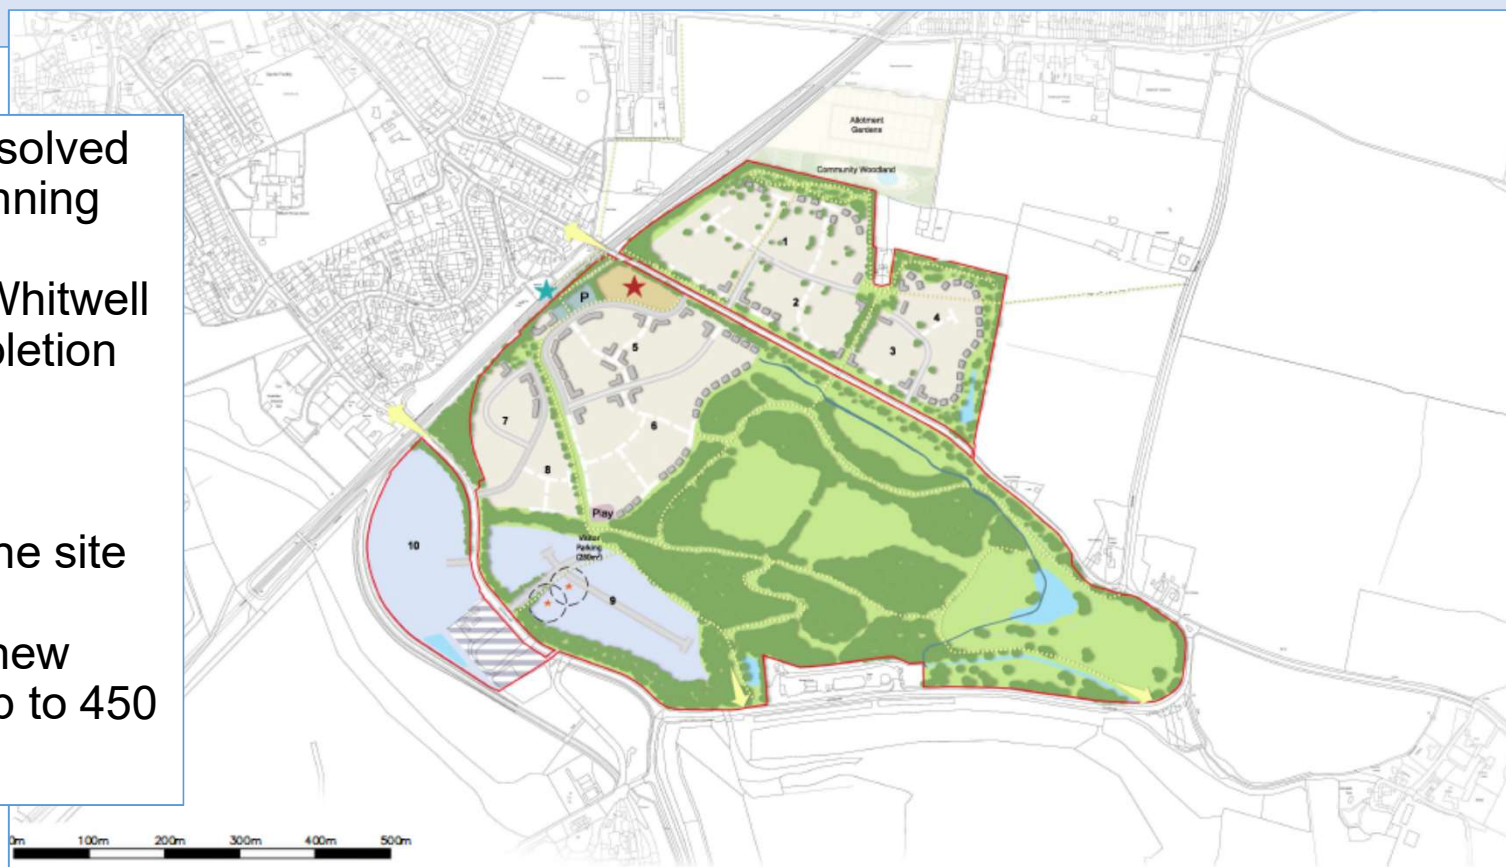 solved
nning
Whitwell
pletion
he site
new
p to 450
Allotment
Gardens
Community Woodland
1
2
3
4
P
5
6
7
8
Play
Visitor
Parking
9
10
0m 100m 200m 300m 400m 500m